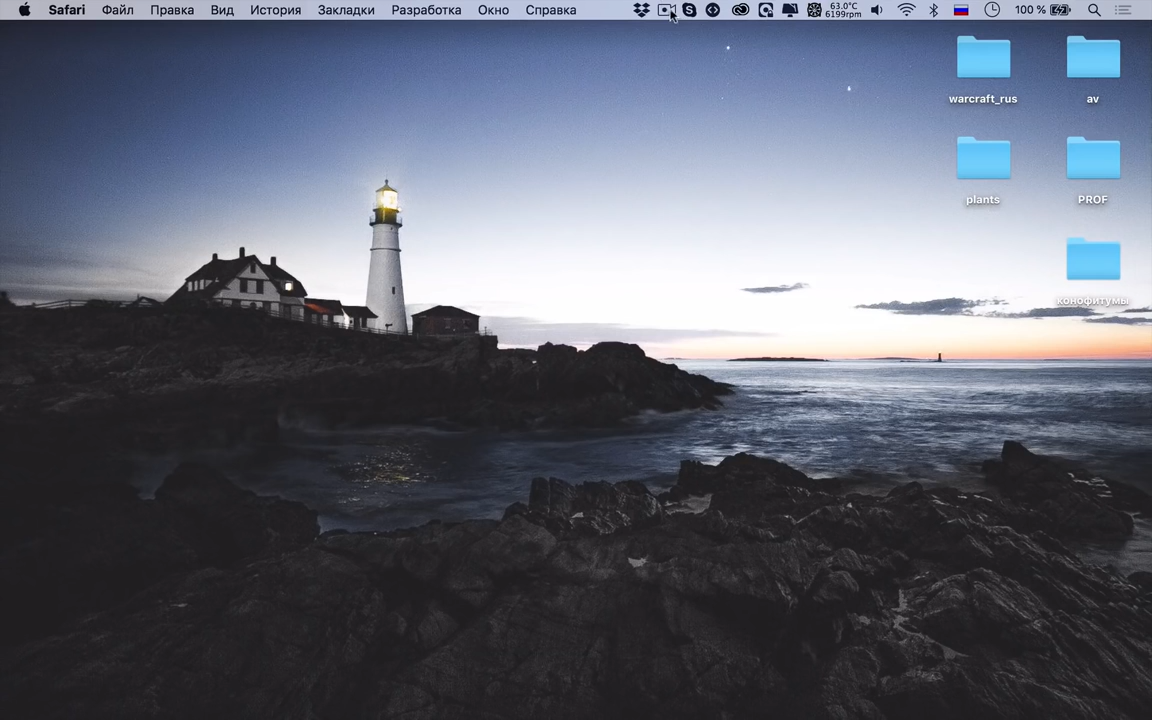 Safari Файл Правка Вид История Закладки Разработка Окно Справка 63.0°C 6199rpm 100 %
warcraft_rus av
plants PROF
конофитумы